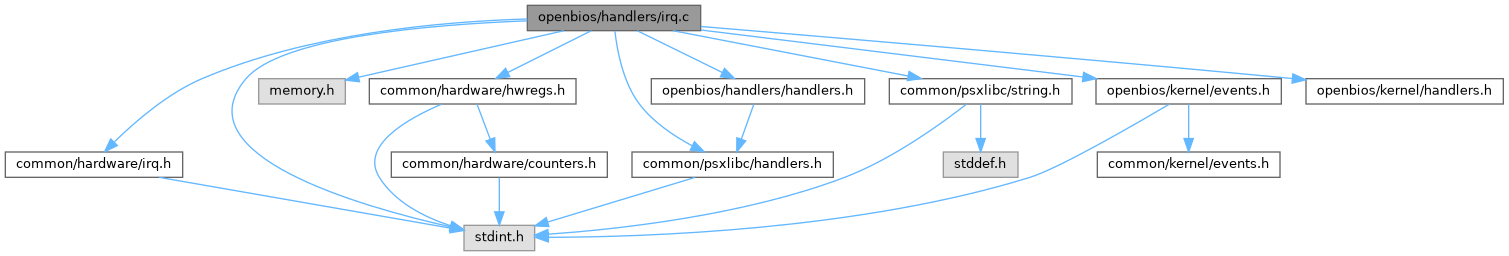 openbios/handlers/irq.c
memory.h
common/hardware/hwregs.h
openbios/handlers/handlers.h
common/psxlibc/string.h
openbios/kernel/events.h
openbios/kernel/handlers.h
common/hardware/irq.h
common/hardware/counters.h
common/psxlibc/handlers.h
stddef.h
common/kernel/events.h
stdint.h